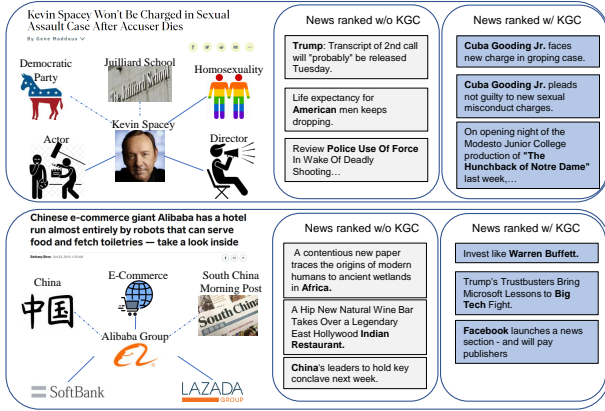 Kevin Spacey Won't Be Charged in Sexual
Assault Case After Accuser Dies
By Gene Maddaus
Democratic
Party
Juilliard School
The Juilliard School
Homosexuality
Kevin Spacey
Actor
Director
News ranked w/o KGC
Trump: Transcript of 2nd call
will "probably" be released
Tuesday.
Life expectancy for
American men keeps
dropping.
Review Police Use Of Force
In Wake Of Deadly
Shooting…
News ranked w/ KGC
Cuba Gooding Jr. faces
new charge in groping case.
Cuba Gooding Jr. pleads
not guilty to new sexual
misconduct charges.
On opening night of the
Modesto Junior College
production of "The
Hunchback of Notre Dame"
last week,…
Chinese e-commerce giant Alibaba has a hotel
run almost entirely by robots that can serve
food and fetch toiletries — take a look inside
China
中国
E-Commerce
South China
Morning Post
South China
Alibaba Group
SoftBank
LAZADA
GROUP
News ranked w/o KGC
A contentious new paper
traces the origins of modern
humans to ancient wetlands
in Africa.
A Hip New Natural Wine Bar
Takes Over a Legendary
East Hollywood Indian
Restaurant.
China's leaders to hold key
conclave next week.
News ranked w/ KGC
Invest like Warren Buffett.
Trump's Trustbusters Bring
Microsoft Lessons to Big
Tech Fight.
Facebook launches a news
section - and will pay
publishers